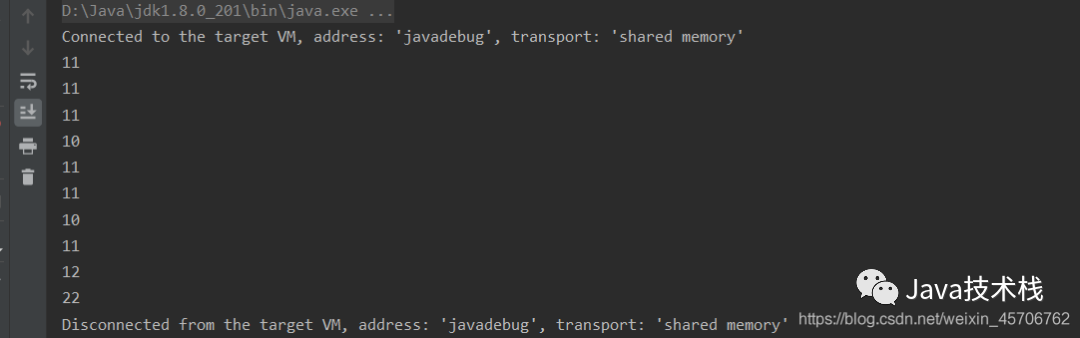 D:\Java\jdk1.8.0_201\bin\java.exe ...
Connected to the target VM, address: 'javadebug', transport: 'shared memory'
11
11
11
10
11
11
10
11
12
22
Java技术栈
Disconnected from the target VM, address: 'javadebug', transport: 'shared memory'
https://blog.csdn.net/weixin_45706762